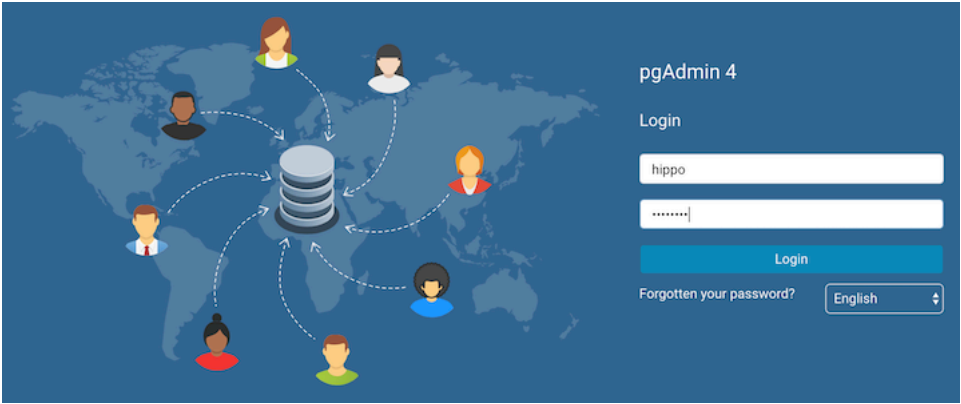 pgAdmin 4
Login
hippo
••••••••
Login
Forgotten your password?
English